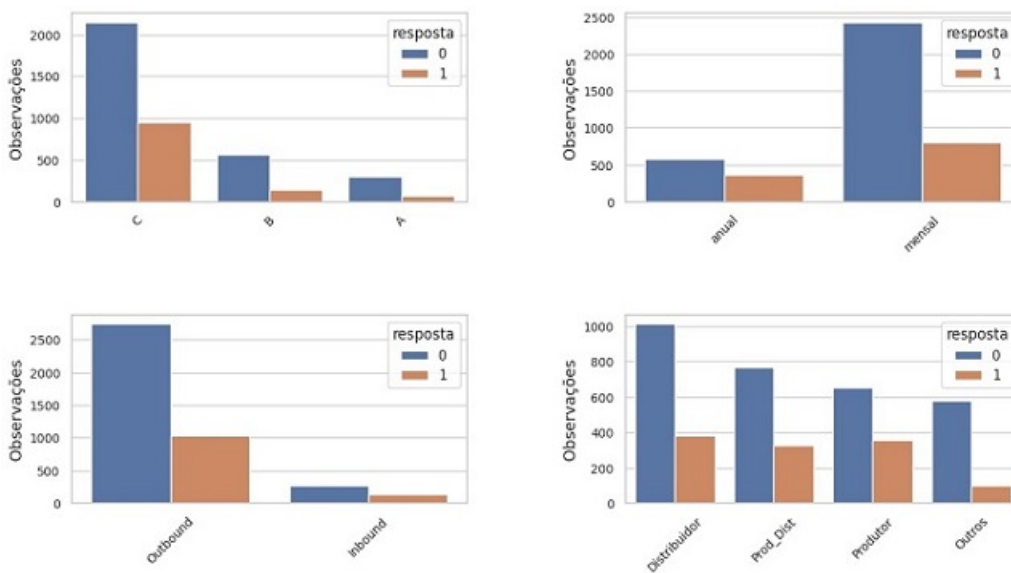 Observações
2000
1500
1000
500
0
resposta
0
1
C
B
A
Observações
2500
2000
1500
1000
500
0
resposta
0
1
anual
mensal
Observações
2500
2000
1500
1000
500
0
resposta
0
1
Outbound
Inbound
Observações
1000
800
600
400
200
0
resposta
0
1
Distribuidor
Prod_Dist
Produtor
Outros